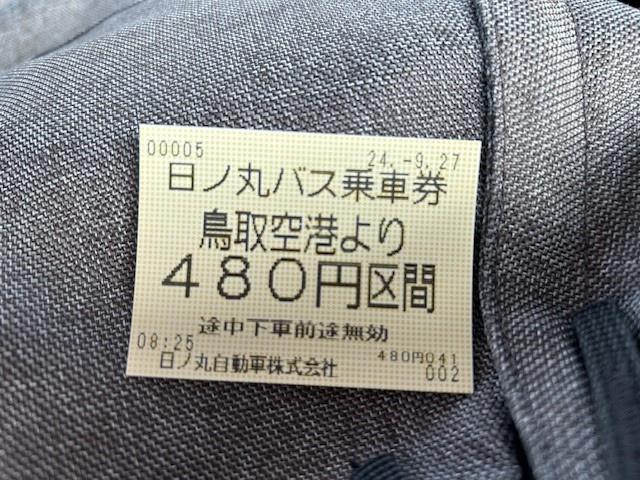 00005 24.-9.27
日ノ丸バス乗車券
鳥取空港より
480円区間
途中下車前途無効
08:25 480円041
日ノ丸自動車株式会社 002